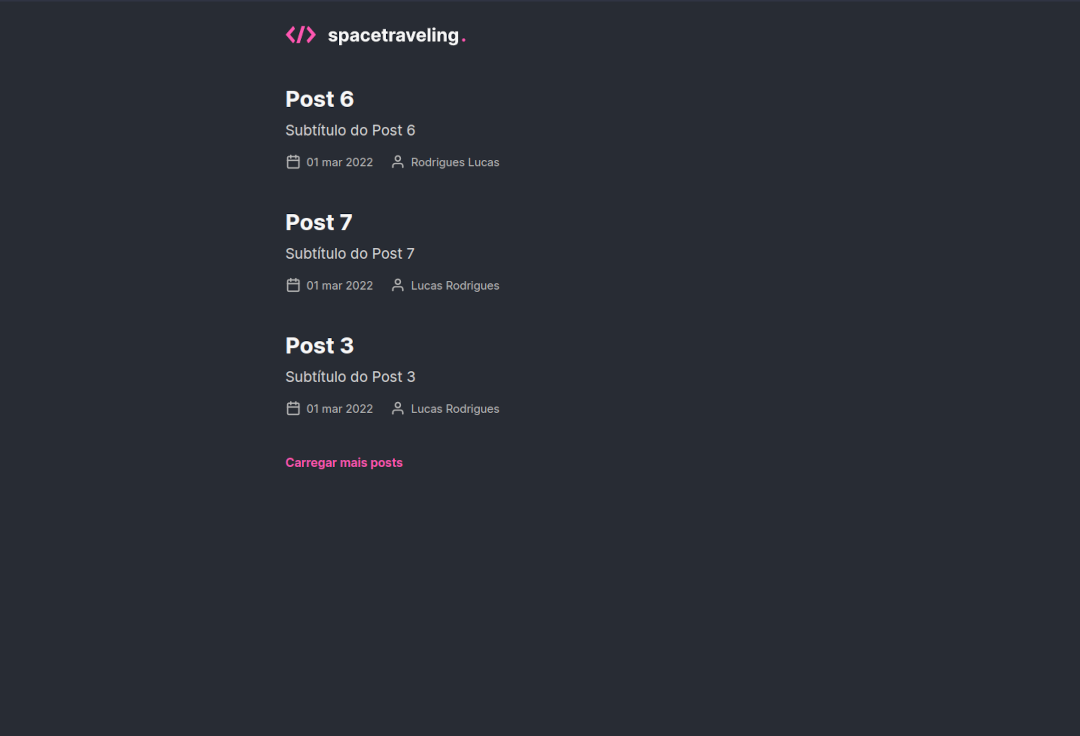 </> spacetraveling.
Post 6
Subtítulo do Post 6
01 mar 2022 Rodrigues Lucas
Post 7
Subtítulo do Post 7
01 mar 2022 Lucas Rodrigues
Post 3
Subtítulo do Post 3
01 mar 2022 Lucas Rodrigues
Carregar mais posts